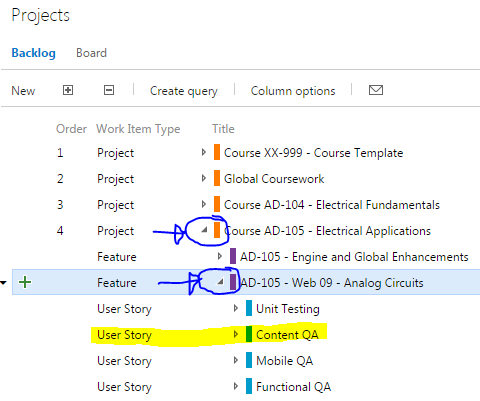 Projects
Backlog Board
New Create query Column options
Order Work Item Type Title
1 Project Course XX-999 - Course Template
2 Project Global Coursework
3 Project Course AD-104 - Electrical Fundamentals
4 Project Course AD-105 - Electrical Applications
Feature AD-105 - Engine and Global Enhancements
Feature AD-105 - Web 09 - Analog Circuits
User Story Unit Testing
User Story Content QA
User Story Mobile QA
User Story Functional QA